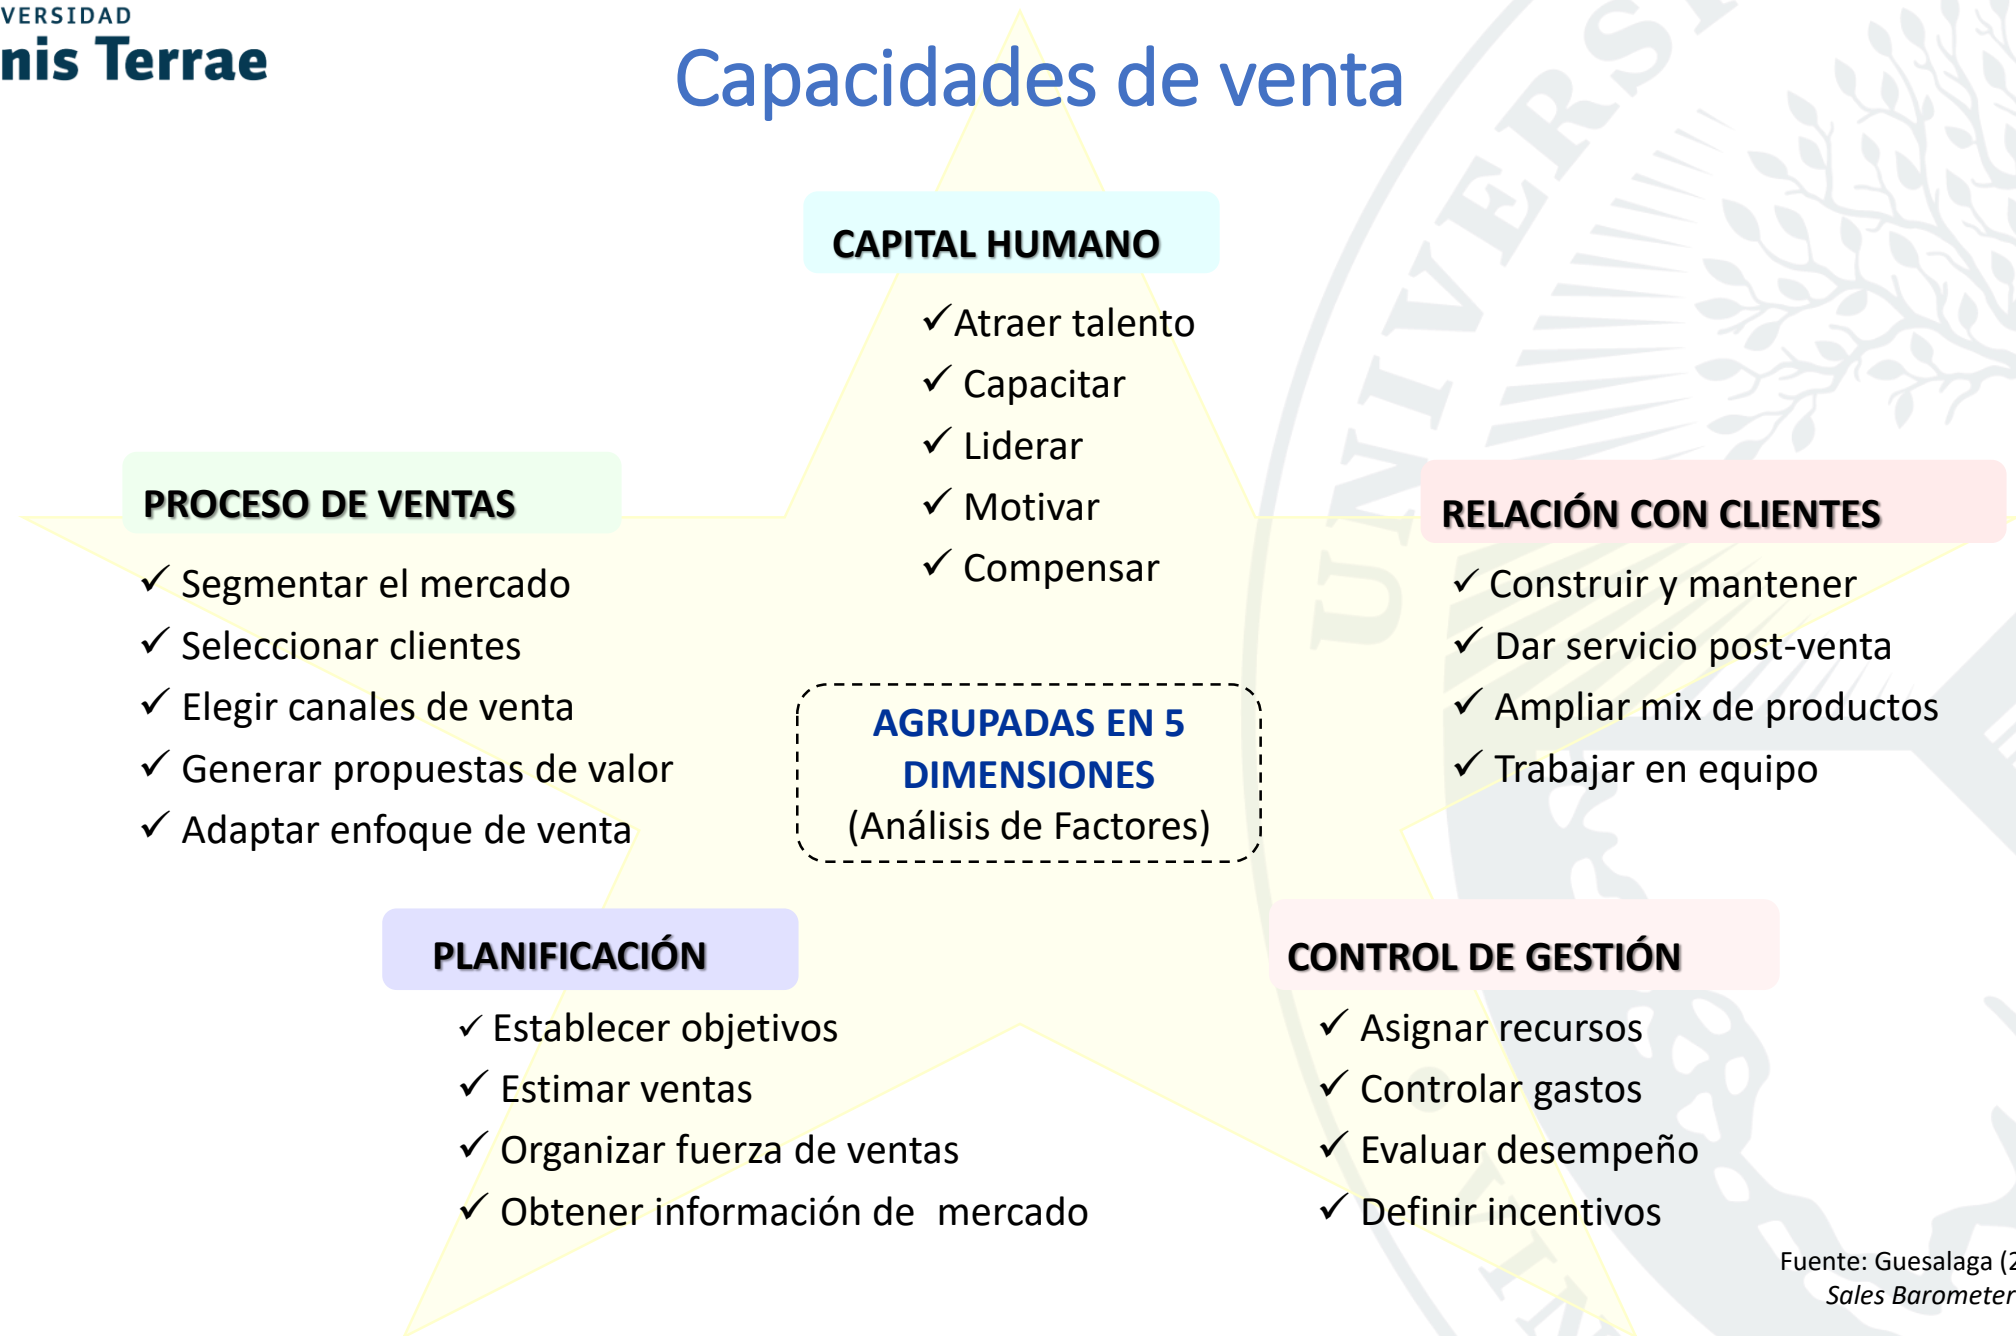 VERSIDAD
nis Terrae
Capacidades de venta
CAPITAL HUMANO
✓Atraer talento
✓ Capacitar
✓ Liderar
✓ Motivar
✓ Compensar
PROCESO DE VENTAS
✓ Segmentar el mercado
✓ Seleccionar clientes
✓ Elegir canales de venta
✓ Generar propuestas de valor
✓ Adaptar enfoque de venta
AGRUPADAS EN 5
DIMENSIONES
(Análisis de Factores)
RELACIÓN CON CLIENTES
✓ Construir y mantener
✓ Dar servicio post-venta
✓ Ampliar mix de productos
✓ Trabajar en equipo
PLANIFICACIÓN
✓ Establecer objetivos
✓ Estimar ventas
✓ Organizar fuerza de ventas
✓ Obtener información de  mercado
CONTROL DE GESTIÓN
✓ Asignar recursos
✓ Controlar gastos
✓ Evaluar desempeño
✓ Definir incentivos
Fuente: Guesalaga (2
Sales Barometer
UNIVERS